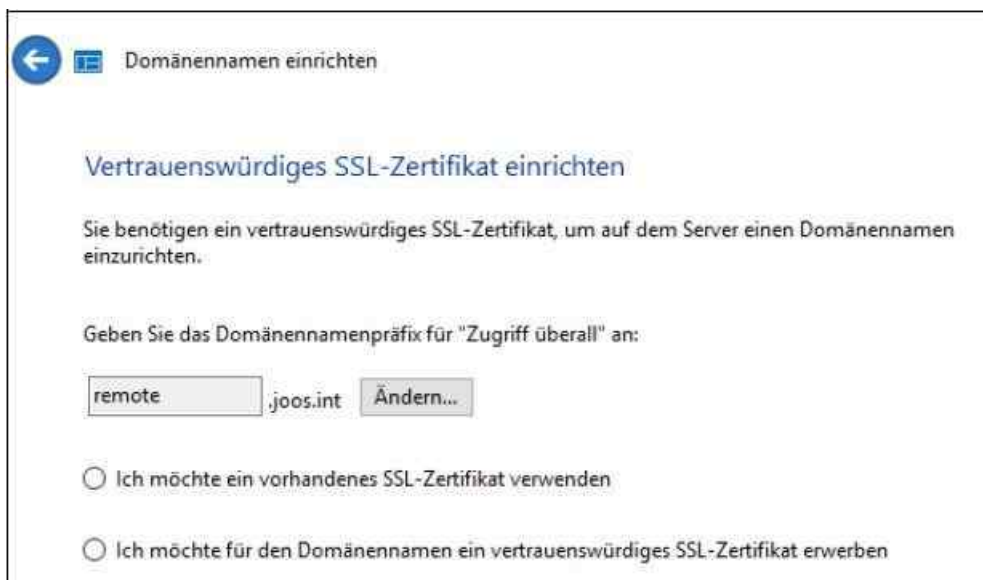 Domänennamen einrichten
Vertrauenswürdiges SSL-Zertifikat einrichten
Sie benötigen ein vertrauenswürdiges SSL-Zertifikat, um auf dem Server einen Domänennamen
einzurichten.
Geben Sie das Domänennamenpräfix für "Zugriff überall" an:
remote .joos.int Ändern...
Ich möchte ein vorhandenes SSL-Zertifikat verwenden
Ich möchte für den Domänennamen ein vertrauenswürdiges SSL-Zertifikat erwerben